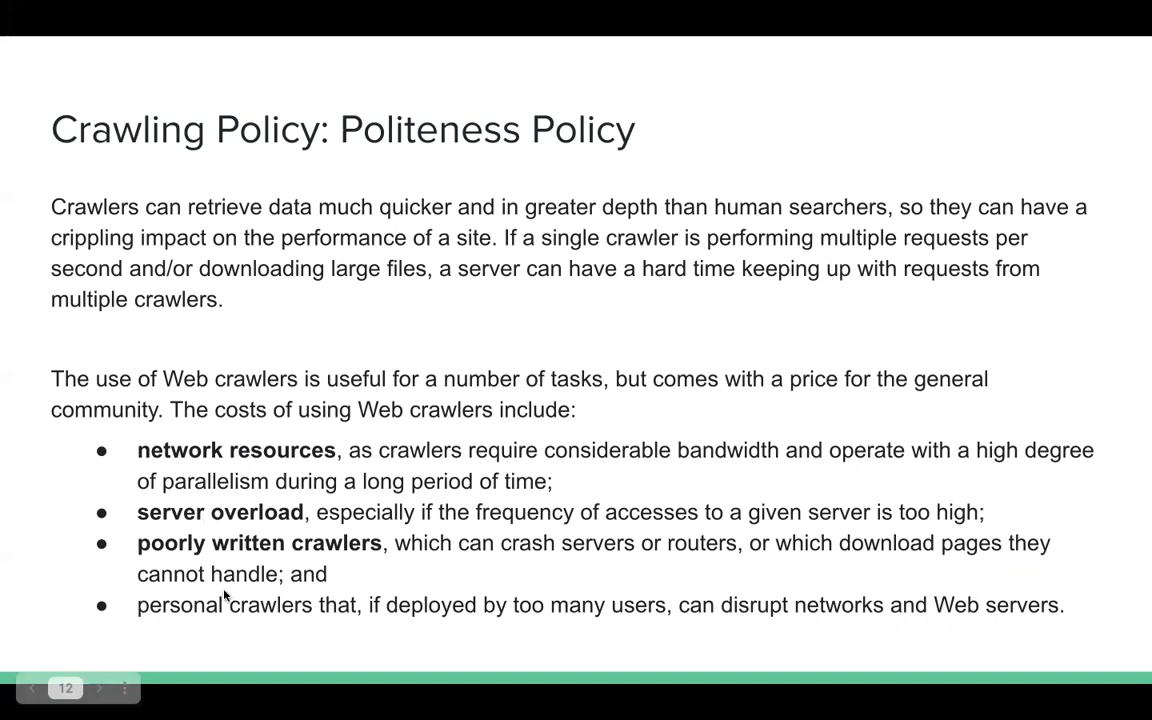 Crawling Policy: Politeness Policy
Crawlers can retrieve data much quicker and in greater depth than human searchers, so they can have a
crippling impact on the performance of a site. If a single crawler is performing multiple requests per
second and/or downloading large files, a server can have a hard time keeping up with requests from
multiple crawlers.
The use of Web crawlers is useful for a number of tasks, but comes with a price for the general
community. The costs of using Web crawlers include:
● network resources, as crawlers require considerable bandwidth and operate with a high degree
of parallelism during a long period of time;
● server overload, especially if the frequency of accesses to a given server is too high;
● poorly written crawlers, which can crash servers or routers, or which download pages they
cannot handle; and
● personal crawlers that, if deployed by too many users, can disrupt networks and Web servers.
12